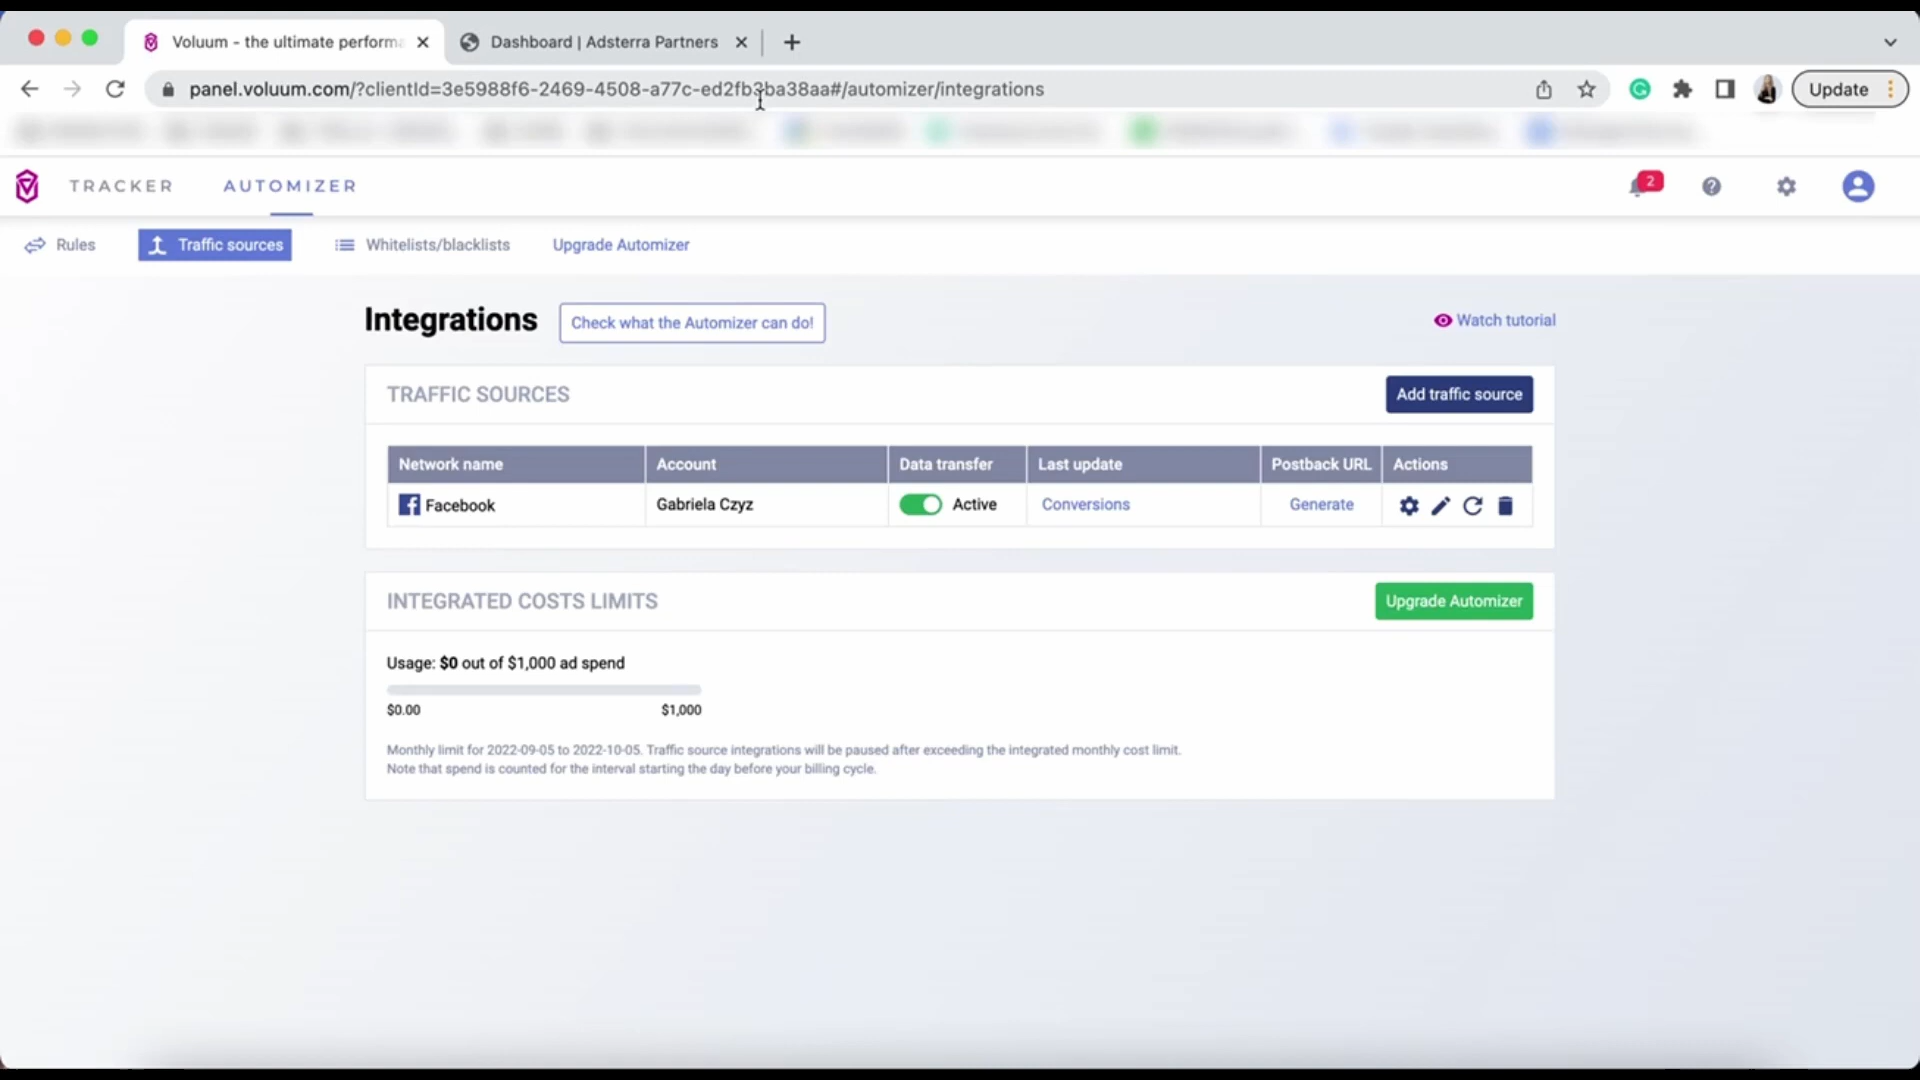 Voluum - the ultimate performa
Dashboard | Adsterra Partners
panel.voluum.com/?clientId=3e5988f6-2469-4508-a77c-ed2fb3ba38aa#/automizer/integrations
Update
TRACKER
AUTOMIZER
2
Rules
Traffic sources
Whitelists/blacklists
Upgrade Automizer
Integrations
Check what the Automizer can do!
Watch tutorial
TRAFFIC SOURCES
Add traffic source
Network name
Account
Data transfer
Last update
Postback URL
Actions
Facebook
Gabriela Czyz
Active
Conversions
Generate
INTEGRATED COSTS LIMITS
Upgrade Automizer
Usage: $0 out of $1,000 ad spend
$0.00
$1,000
Monthly limit for 2022-09-05 to 2022-10-05. Traffic source integrations will be paused after exceeding the integrated monthly cost limit.
Note that spend is counted for the interval starting the day before your billing cycle.